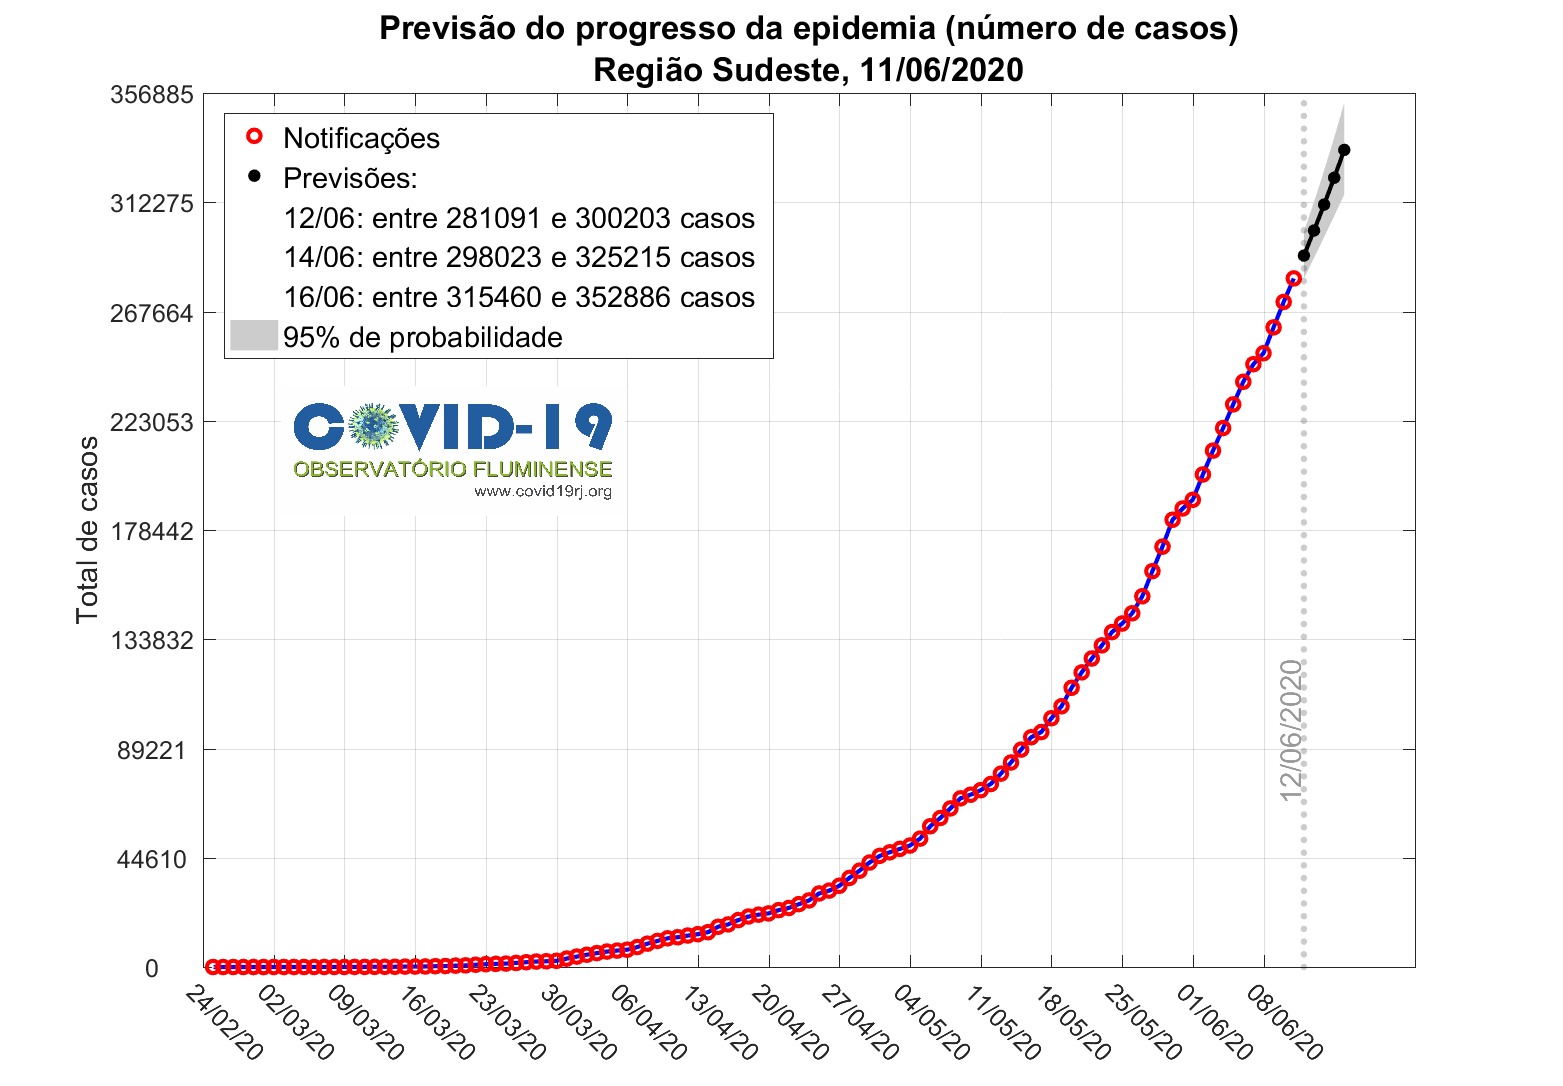 Previsão do progresso da epidemia (número de casos)
Região Sudeste, 11/06/2020
356885
312275
267664
223053
178442
133832
89221
44610
0
Total de casos
Notificações
Previsões:
12/06: entre 281091 e 300203 casos
14/06: entre 298023 e 325215 casos
16/06: entre 315460 e 352886 casos
95% de probabilidade
COVID-19
OBSERVATÓRIO FLUMINENSE
www.covid19rj.org
12/06/2020
24/02/20
02/03/20
09/03/20
16/03/20
23/03/20
30/03/20
06/04/20
13/04/20
20/04/20
27/04/20
04/05/20
11/05/20
18/05/20
25/05/20
01/06/20
08/06/20